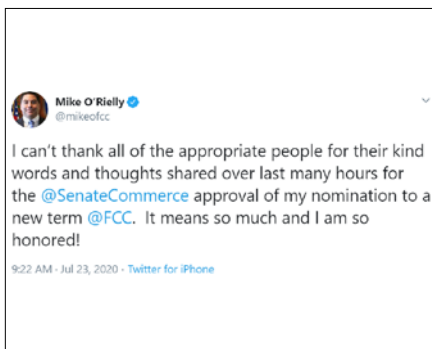 Mike O'Rielly
@mikeofcc
I can't thank all of the appropriate people for their kind
words and thoughts shared over last many hours for
the @SenateCommerce approval of my nomination to a
new term @FCC.  It means so much and I am so
honored!
9:22 AM · Jul 23, 2020 · Twitter for iPhone